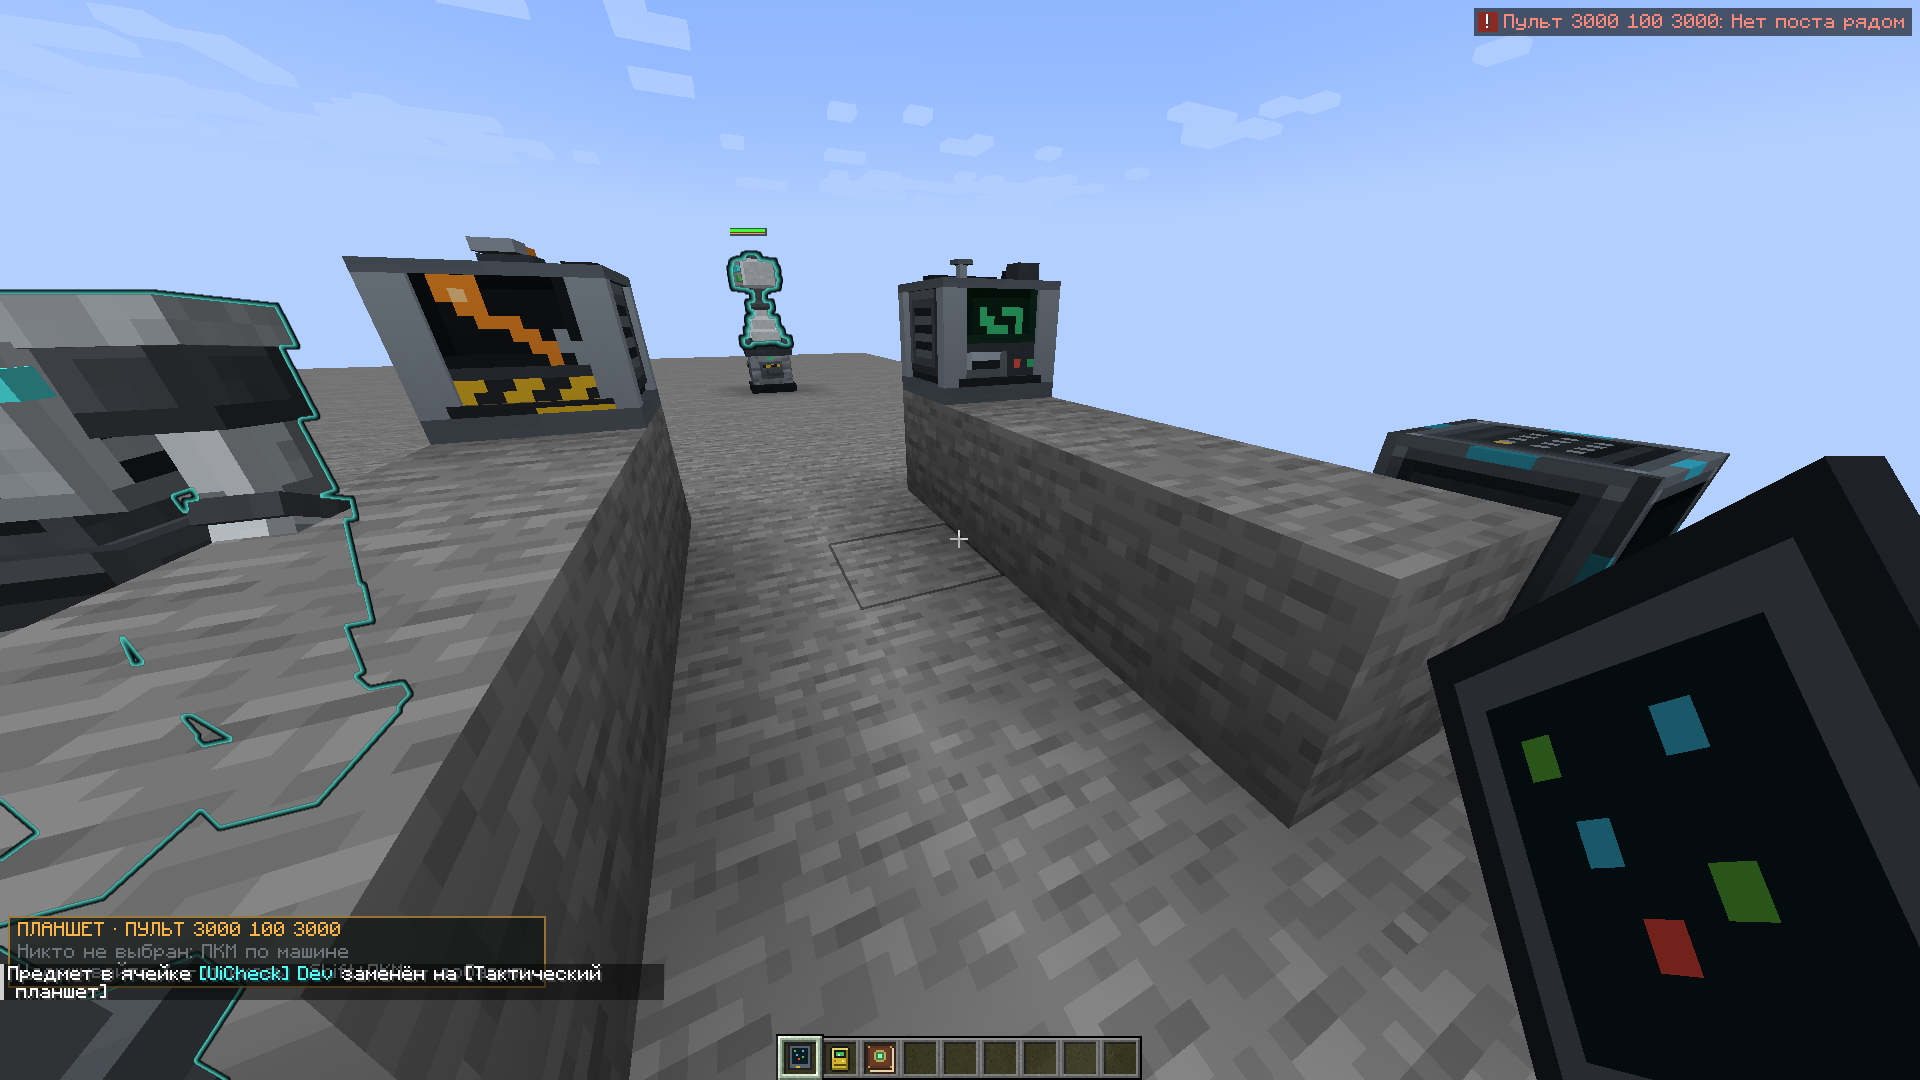 ! Пульт 3000 100 3000: Нет поста рядом
ПЛАНШЕТ · ПУЛЬТ 3000 100 3000
Никто не выбран: ПКМ по машине
Предмет в ячейке [UiCheck] Dev заменён на [Тактический
планшет]